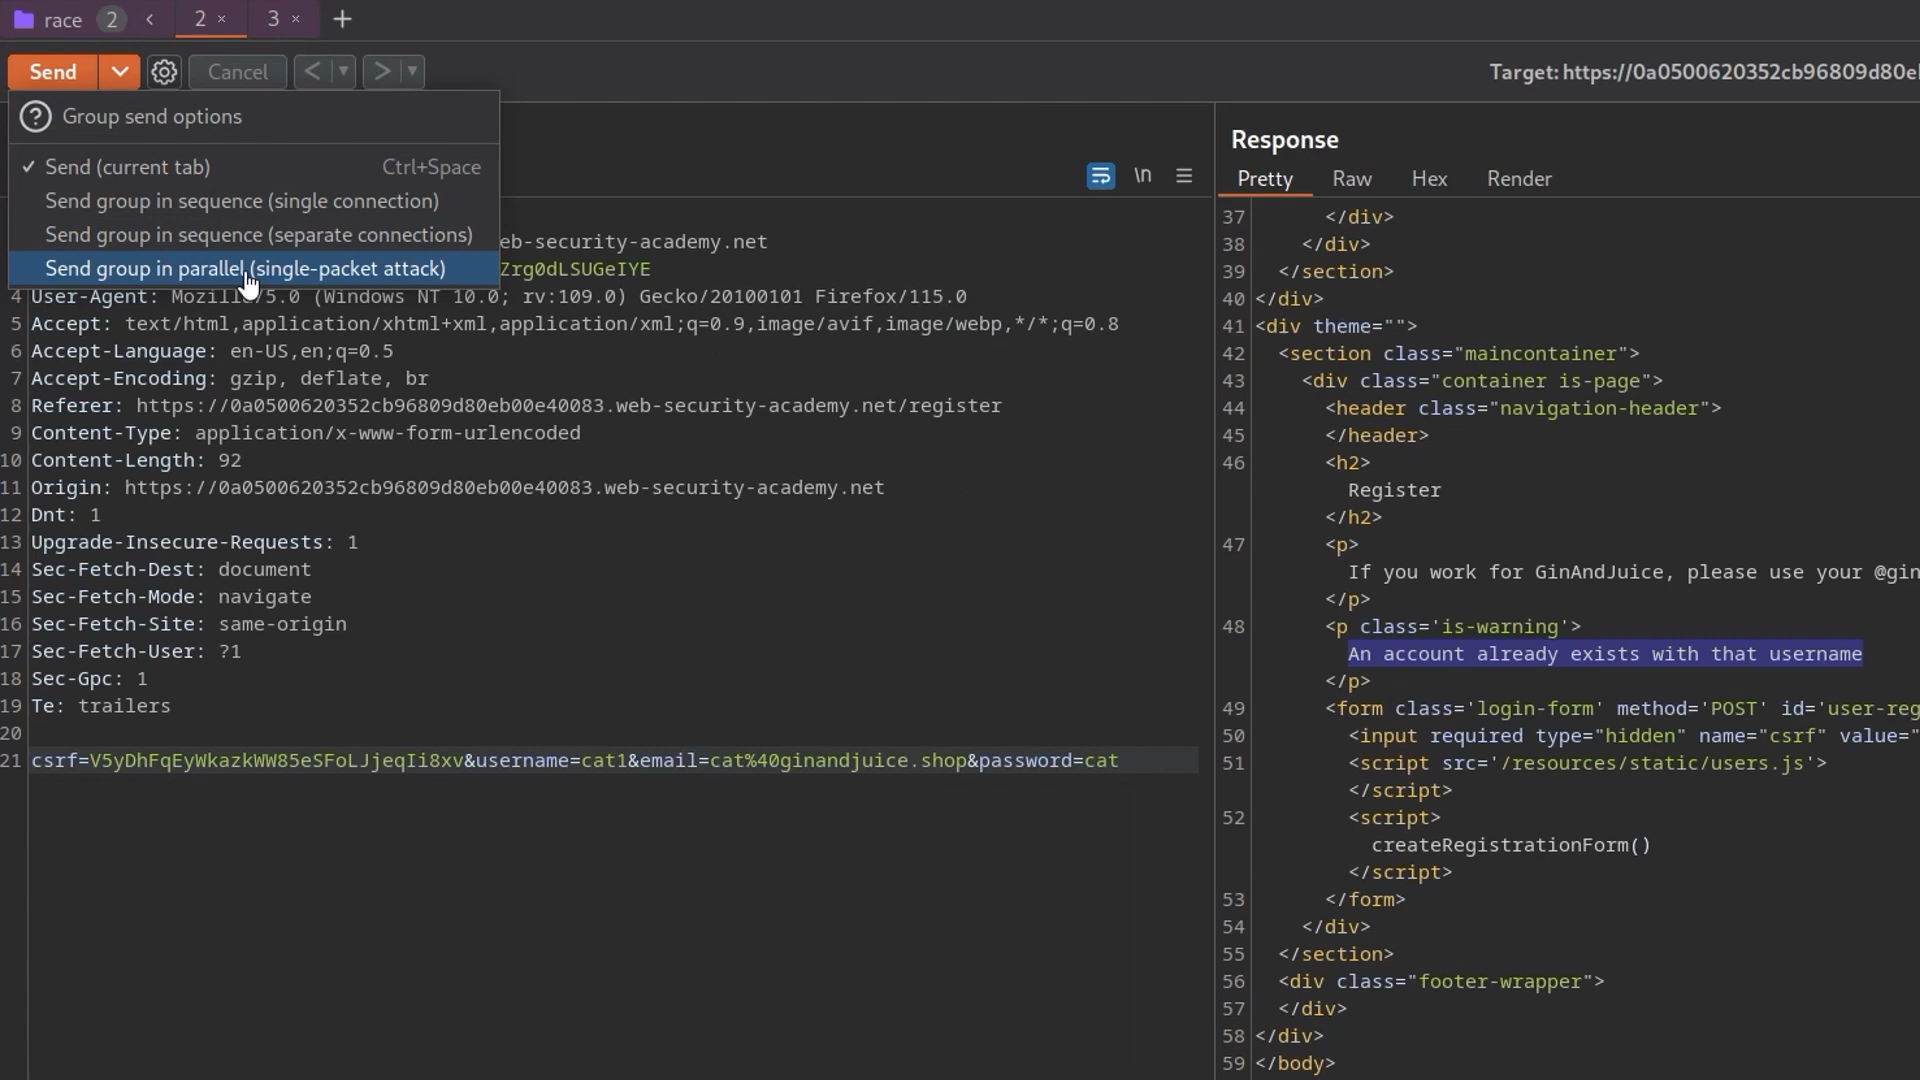 race 2 < 2 × 3 × +
Send Cancel < >
Target: https://0a0500620352cb96809d80el
? Group send options
✓ Send (current tab) Ctrl+Space
Send group in sequence (single connection)
Send group in sequence (separate connections)
Send group in parallel (single-packet attack)
\n
eb-security-academy.net
Zrg0dLSUGeIYE
4 User-Agent: Mozilla/5.0 (Windows NT 10.0; rv:109.0) Gecko/20100101 Firefox/115.0
5 Accept: text/html,application/xhtml+xml,application/xml;q=0.9,image/avif,image/webp,*/*;q=0.8
6 Accept-Language: en-US,en;q=0.5
7 Accept-Encoding: gzip, deflate, br
8 Referer: https://0a0500620352cb96809d80eb00e40083.web-security-academy.net/register
9 Content-Type: application/x-www-form-urlencoded
10 Content-Length: 92
11 Origin: https://0a0500620352cb96809d80eb00e40083.web-security-academy.net
12 Dnt: 1
13 Upgrade-Insecure-Requests: 1
14 Sec-Fetch-Dest: document
15 Sec-Fetch-Mode: navigate
16 Sec-Fetch-Site: same-origin
17 Sec-Fetch-User: ?1
18 Sec-Gpc: 1
19 Te: trailers
20
21 csrf=V5yDhFqEyWkazkWW85eSFoLJjeqIi8xv&username=cat1&email=cat%40ginandjuice.shop&password=cat
Response
Pretty Raw Hex Render
37 </div>
38 </div>
39 </section>
40 </div>
41 <div theme="">
42 <section class="maincontainer">
43 <div class="container is-page">
44 <header class="navigation-header">
45 </header>
46 <h2>
Register
</h2>
47 <p>
If you work for GinAndJuice, please use your @gin
</p>
48 <p class='is-warning'>
An account already exists with that username
</p>
49 <form class='login-form' method='POST' id='user-reg
50 <input required type="hidden" name="csrf" value="
51 <script src='/resources/static/users.js'>
</script>
52 <script>
createRegistrationForm()
</script>
53 </form>
54 </div>
55 </section>
56 <div class="footer-wrapper">
57 </div>
58 </div>
59 </body>